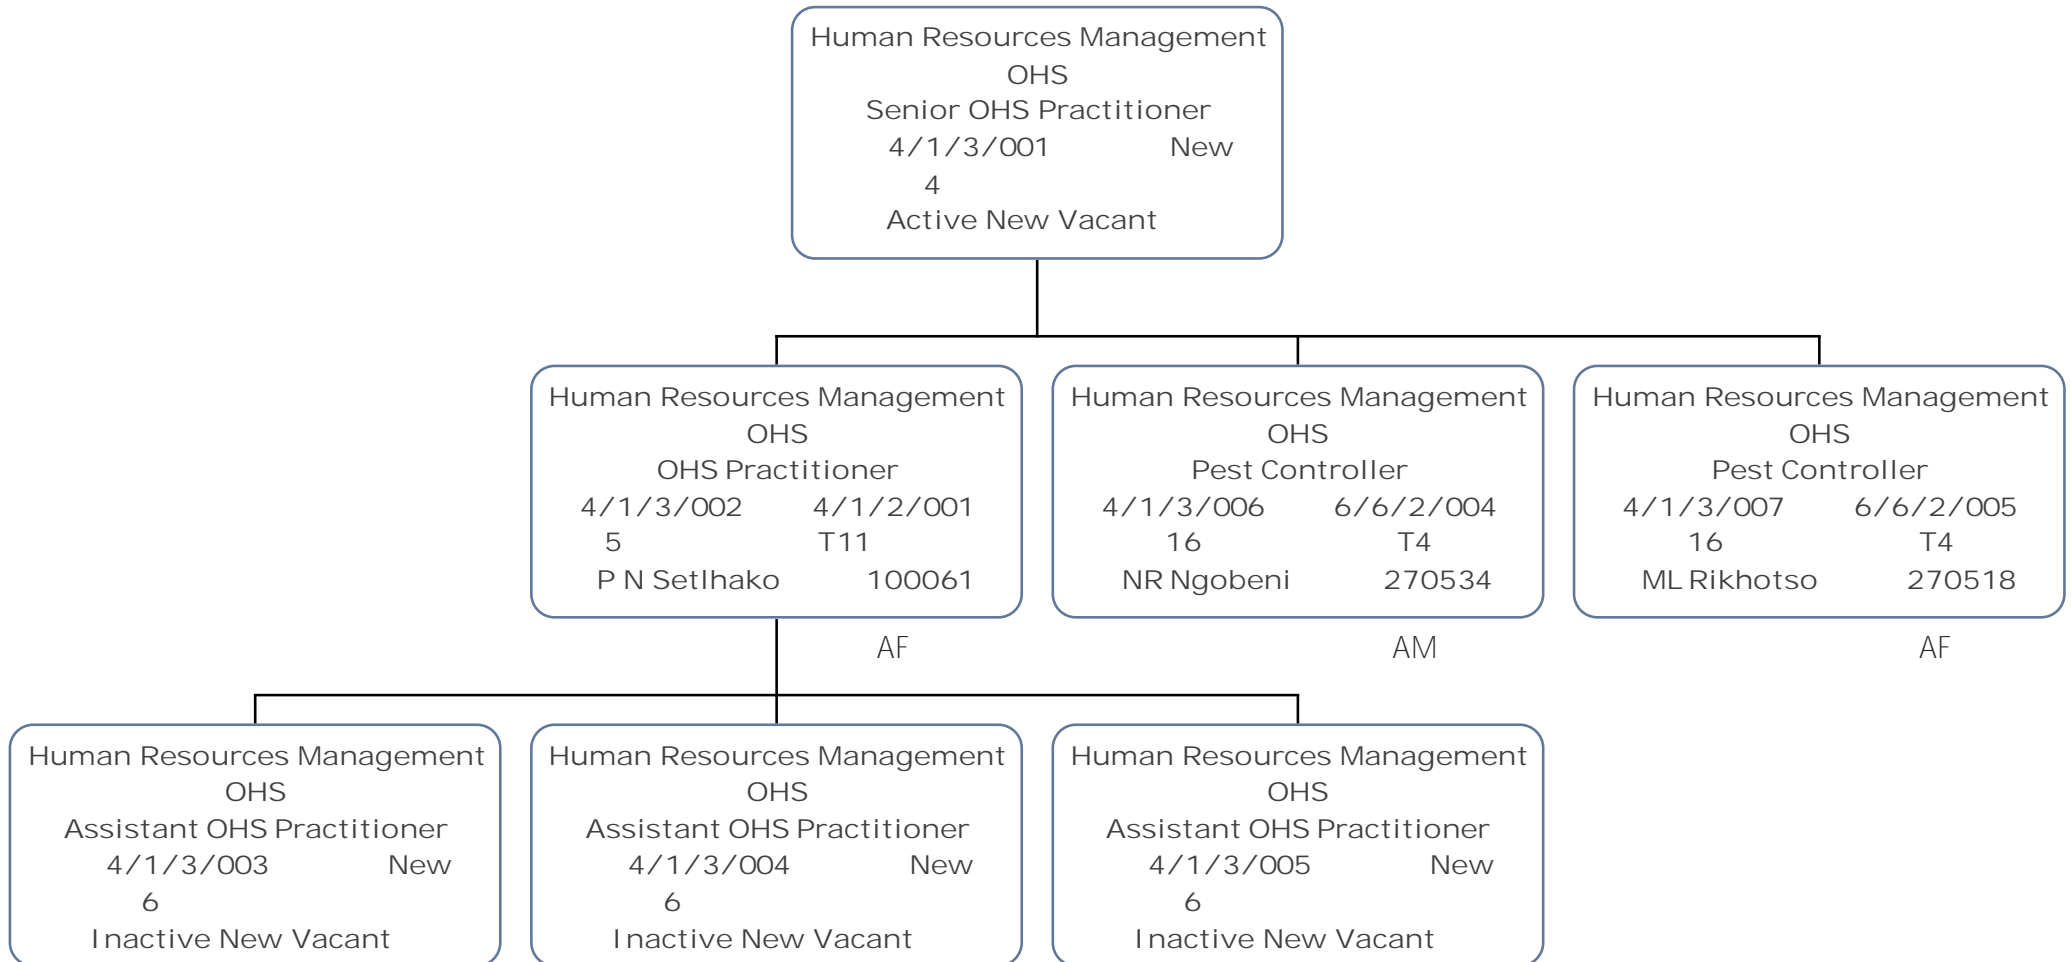 Human Resources Management
OHS
Senior OHS Practitioner
4/1/3/001 New
4
Active New Vacant
Human Resources Management
OHS
OHS Practitioner
4/1/3/002 4/1/2/001
5 T11
P N Setlhako 100061
AF
Human Resources Management
OHS
Pest Controller
4/1/3/006 6/6/2/004
16 T4
NR Ngobeni 270534
AM
Human Resources Management
OHS
Pest Controller
4/1/3/007 6/6/2/005
16 T4
ML Rikhotso 270518
AF
Human Resources Management
OHS
Assistant OHS Practitioner
4/1/3/003 New
6
Inactive New Vacant
Human Resources Management
OHS
Assistant OHS Practitioner
4/1/3/004 New
6
Inactive New Vacant
Human Resources Management
OHS
Assistant OHS Practitioner
4/1/3/005 New
6
Inactive New Vacant